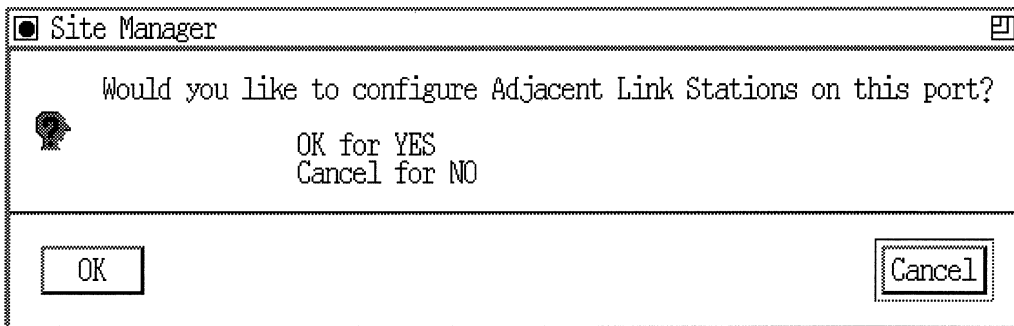 Site Manager
Would you like to configure Adjacent Link Stations on this port?
?
OK for YES
Cancel for NO
OK
Cancel